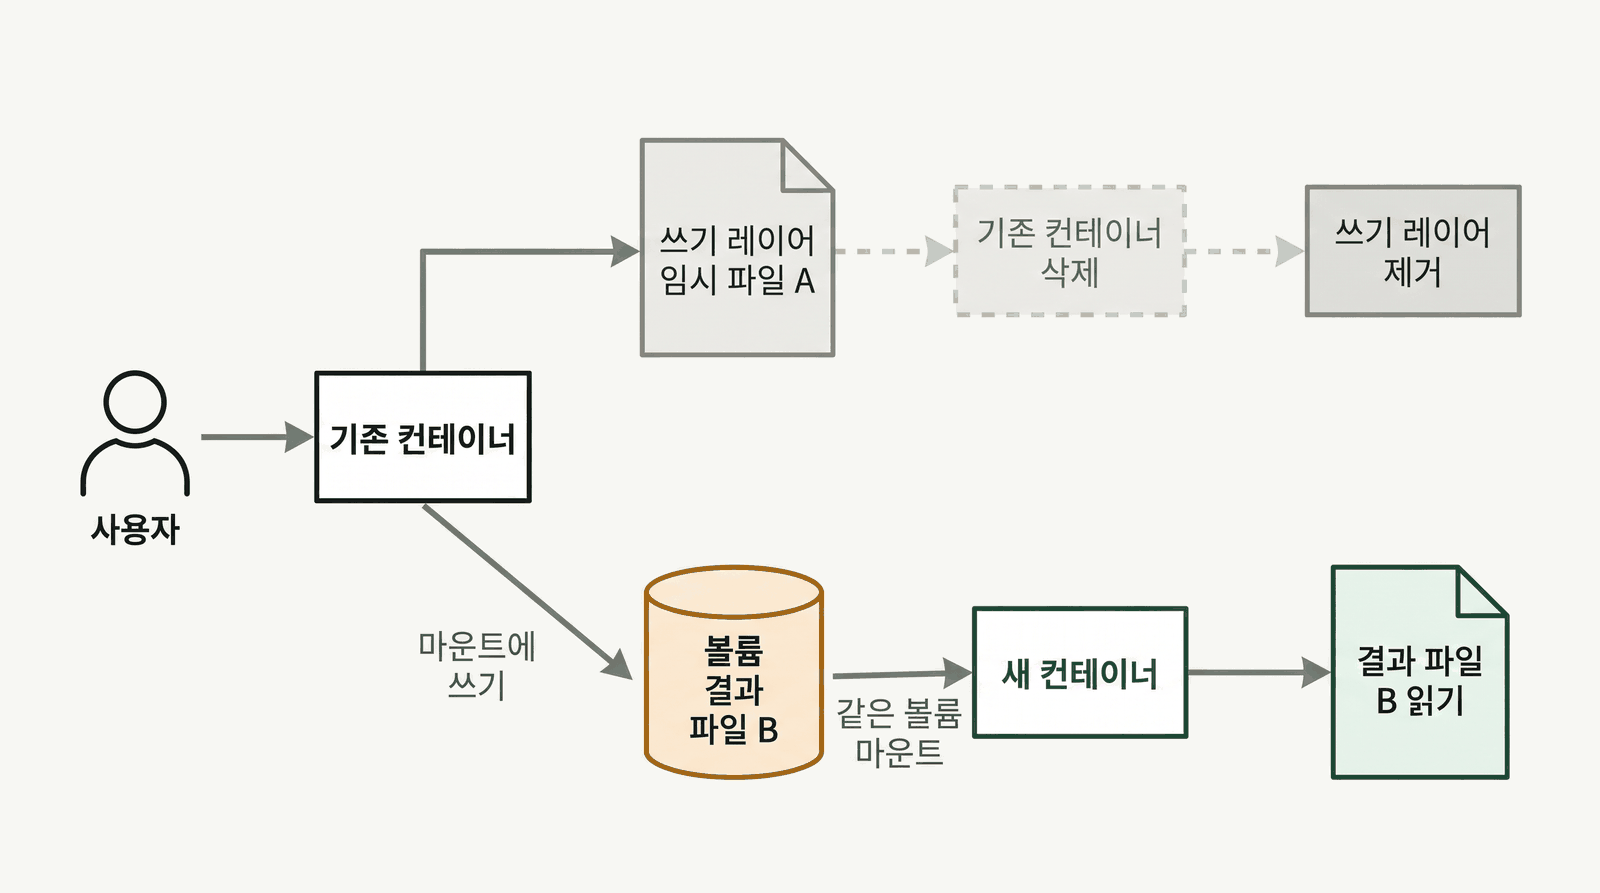 쓰기 레이어
임시 파일 A
기존 컨테이너
삭제
쓰기 레이어
제거
사용자
기존 컨테이너
마운트에
쓰기
볼륨
결과
파일 B
같은 볼륨
마운트
새 컨테이너
결과 파일
B 읽기